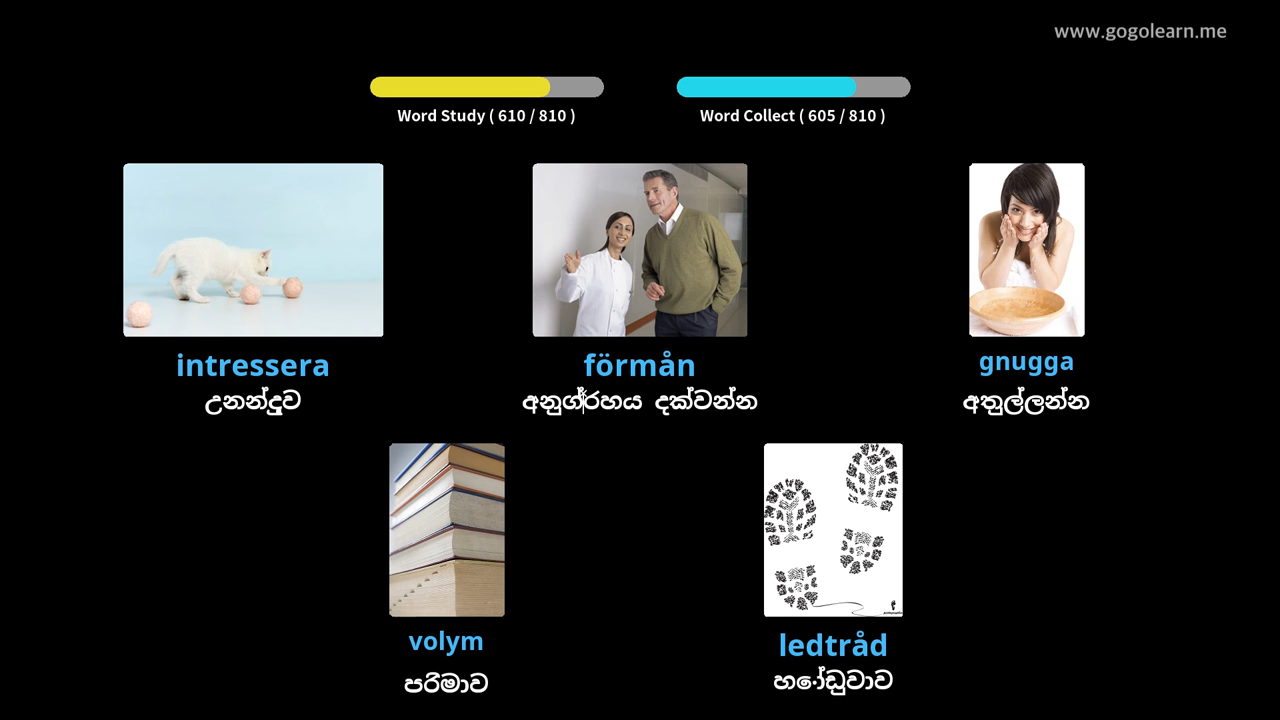 www.gogolearn.me
Word Study ( 610 / 810 )
Word Collect ( 605 / 810 )
intressera
උනන්දුව
förmån
අනුග්‍රහය දක්වන්න
gnugga
අතුල්ලන්න
volym
පරිමාව
ledtråd
හෝඩුවාව